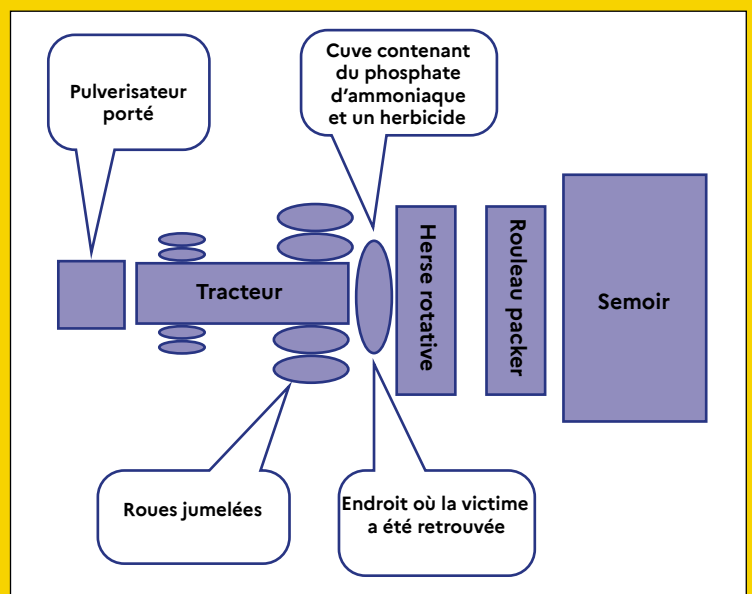 Pulverisateur
porté
Cuve contenant
du phosphate
d'ammoniaque
et un herbicide
Tracteur
Herse rotative
Rouleau packer
Semoir
Roues jumelées
Endroit où la victime
a été retrouvée